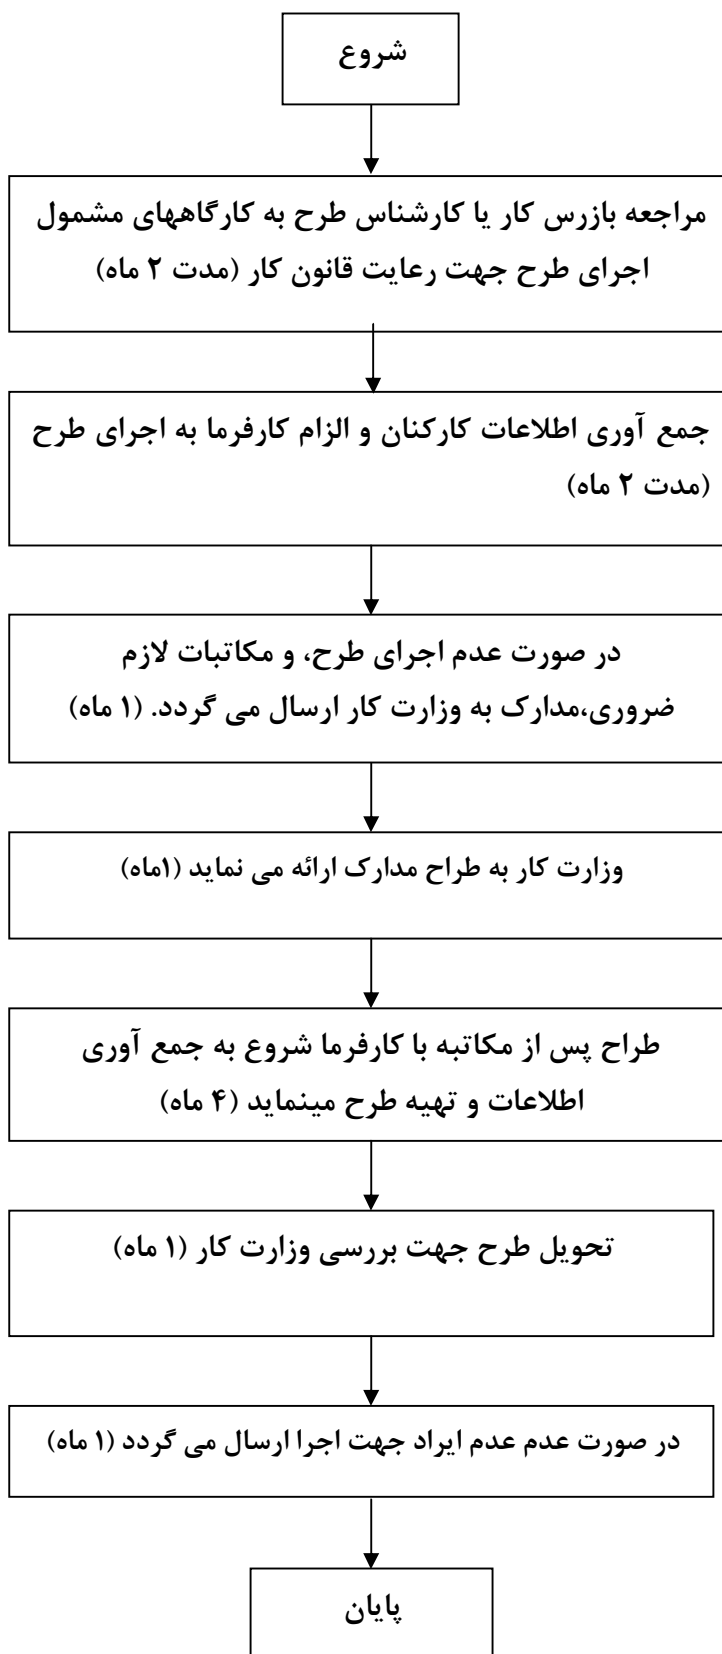 شروع
مراجعه بازرس کار یا کارشناس طرح به کارگاههای مشمول
اجرای طرح جهت رعایت قانون کار (مدت ۲ ماه)
جمع آوری اطلاعات کارکنان و الزام کارفرما به اجرای طرح
(مدت ۲ ماه)
در صورت عدم اجرای طرح، و مکاتبات لازم
ضروری،مدارک به وزارت کار ارسال می گردد. (۱ ماه)
وزارت کار به طراح مدارک ارائه می نماید (۱ماه)
طراح پس از مکاتبه با کارفرما شروع به جمع آوری
اطلاعات و تهیه طرح مینماید (۴ ماه)
تحویل طرح جهت بررسی وزارت کار (۱ ماه)
در صورت عدم عدم ایراد جهت اجرا ارسال می گردد (۱ ماه)
پایان